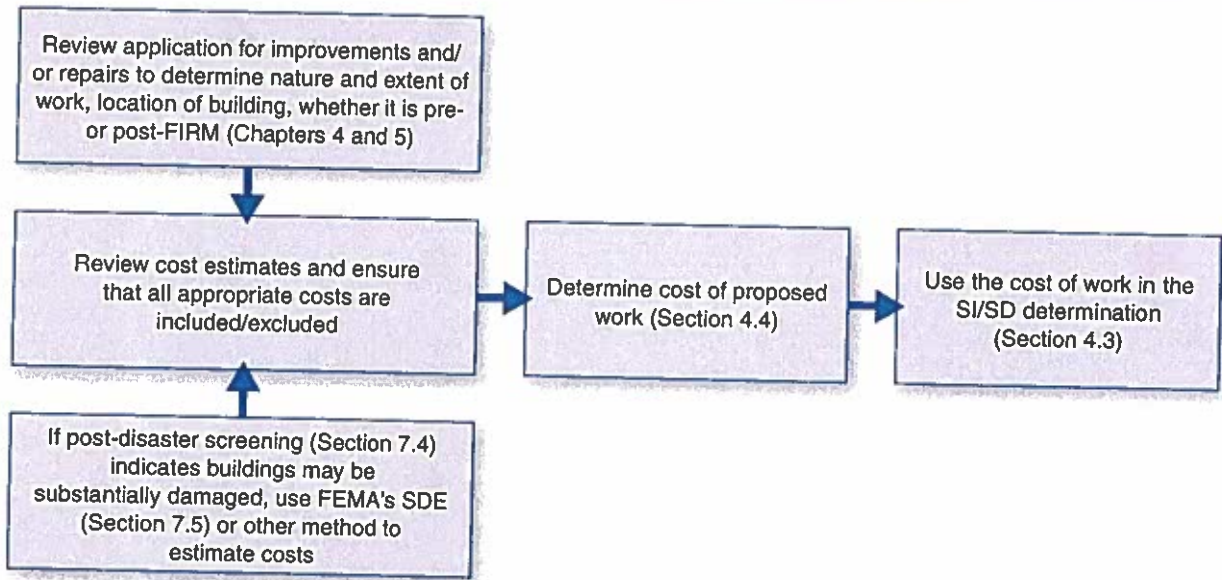 Review application for improvements and/
or repairs to determine nature and extent of
work, location of building, whether it is pre-
or post-FIRM (Chapters 4 and 5)
Review cost estimates and ensure
that all appropriate costs are
included/excluded
Determine cost of proposed
work (Section 4.4)
Use the cost of work in the
SI/SD determination
(Section 4.3)
If post-disaster screening (Section 7.4)
indicates buildings may be
substantially damaged, use FEMA's SDE
(Section 7.5) or other method to
estimate costs